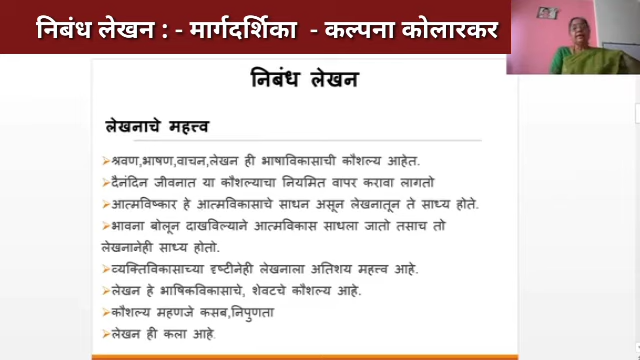 निबंध लेखन : - मार्गदर्शिका - कल्पना कोलारकर
निबंध लेखन
लेखनाचे महत्त्व
➢श्रवण,भाषण,वाचन,लेखन ही भाषाविकासाची कौशल्य आहेत.
➢दैनंदिन जीवनात या कौशल्याचा नियमित वापर करावा लागतो
➢आत्मविष्कार हे आत्मविकासाचे साधन असून लेखनातून ते साध्य होते.
➢भावना बोलून दाखविल्याने आत्मविकास साधला जातो तसाच तो
लेखनानेही साध्य होतो.
➢व्यक्तिविकासाच्या दृष्टीनेही लेखनाला अतिशय महत्त्व आहे.
➢लेखन हे भाषिकविकासाचे, शेवटचे कौशल्य आहे.
➢कौशल्य महणजे कसब,निपुणता
➢लेखन ही कला आहे